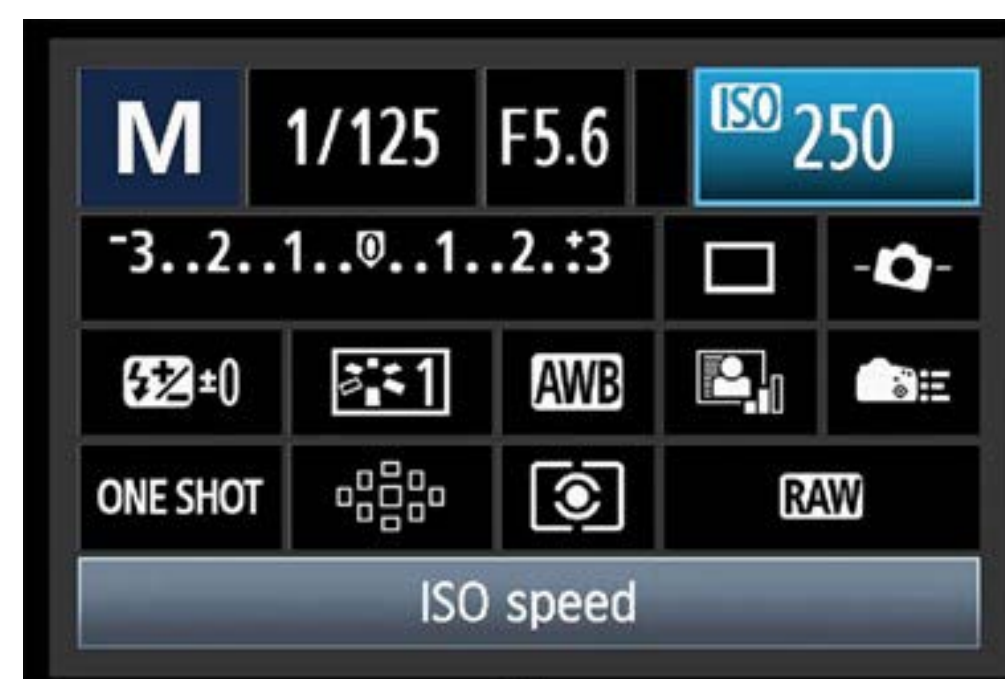 M 1/125 F5.6 ISO 250
-3..2..1..0..1..2.:+3
±0 1 AWB
ONE SHOT RAW
ISO speed